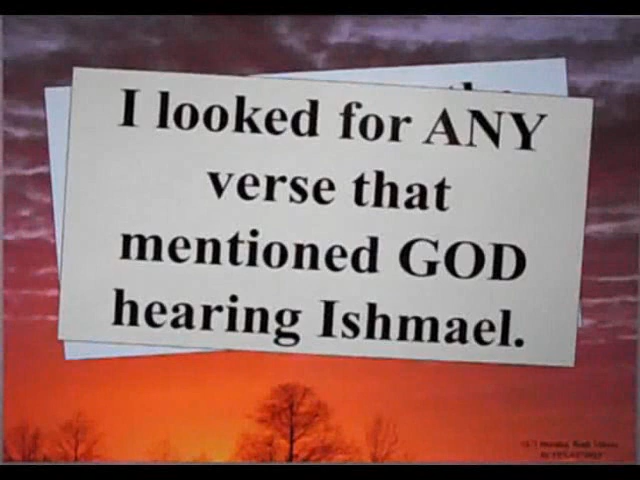 I looked for ANY
verse that
mentioned GOD
hearing Ishmael.